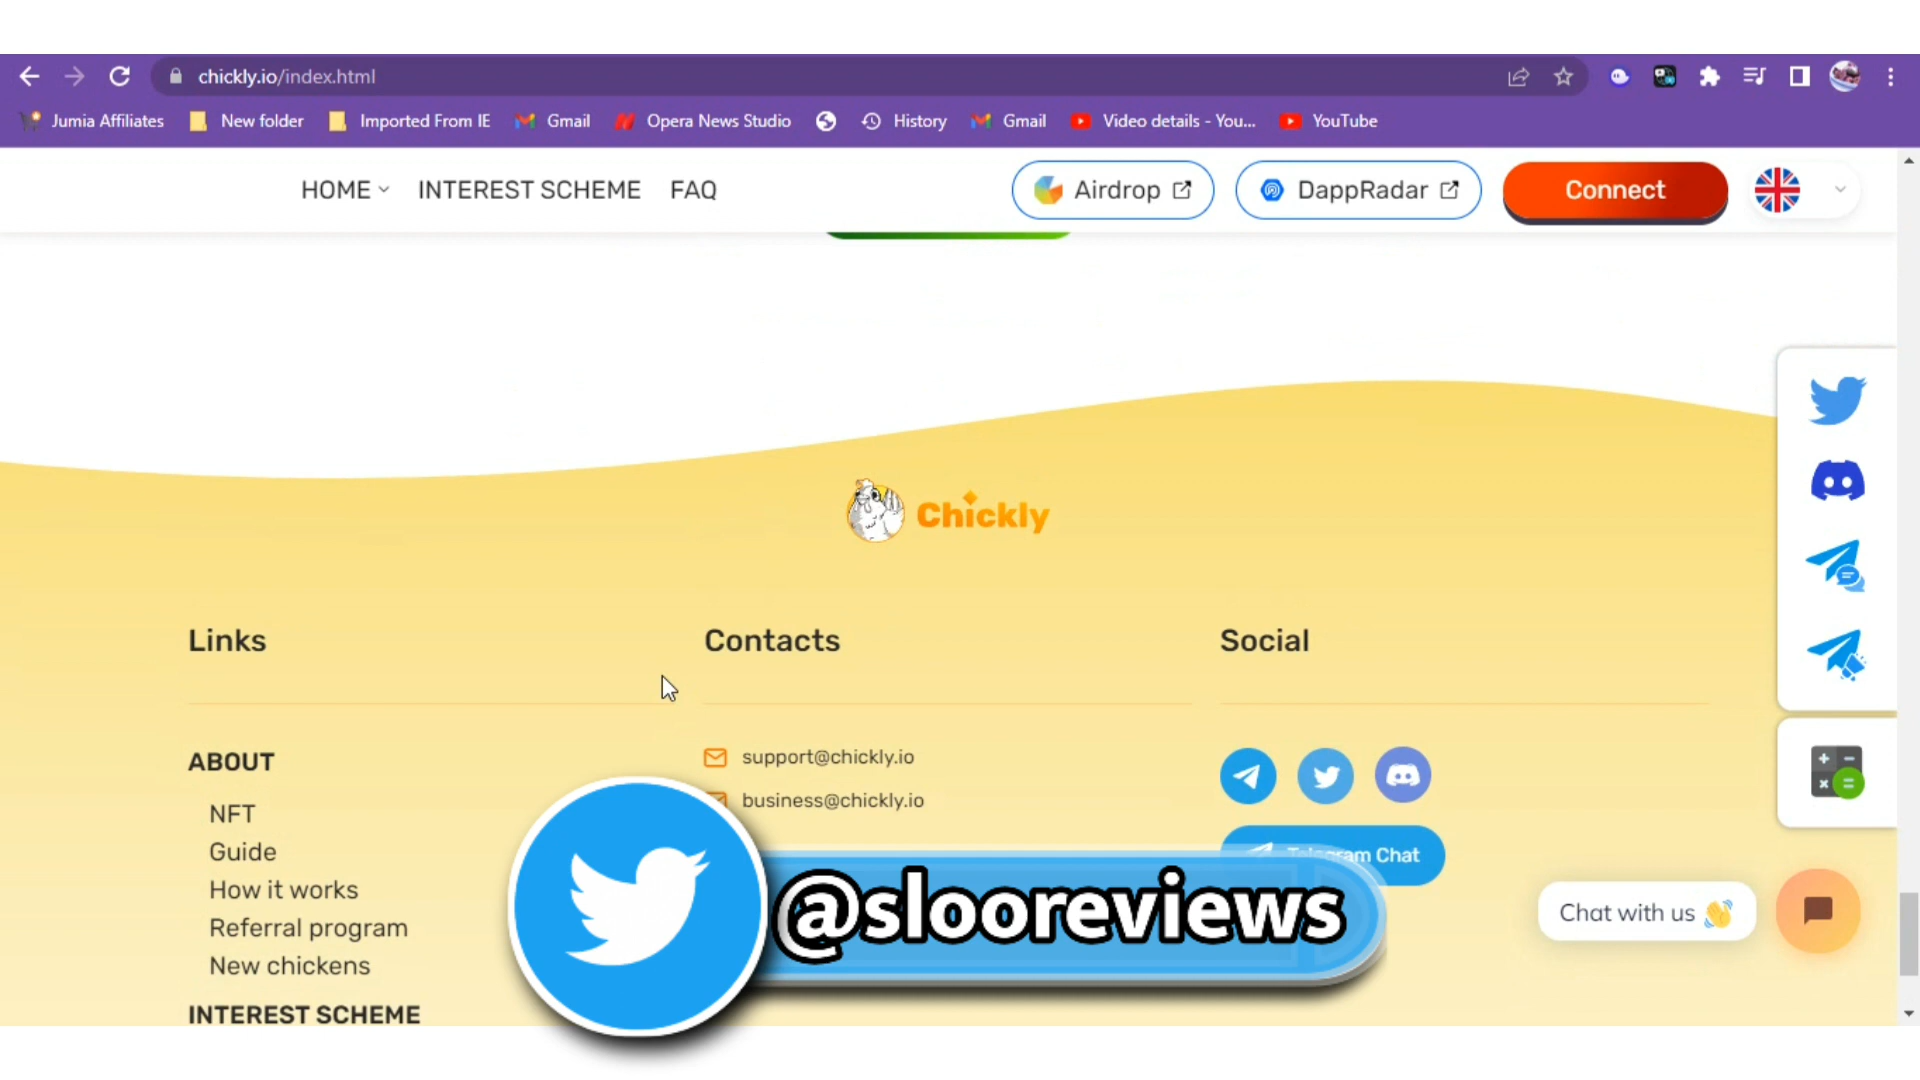 chickly.io/index.html
Jumia Affiliates New folder Imported From IE Gmail Opera News Studio History Gmail Video details - You... YouTube
HOME INTEREST SCHEME FAQ Airdrop DappRadar Connect
Chickly
Links Contacts Social
ABOUT support@chickly.io
NFT business@chickly.io
Guide Telegram Chat
How it works @slooreviews Chat with us
Referral program
New chickens
INTEREST SCHEME